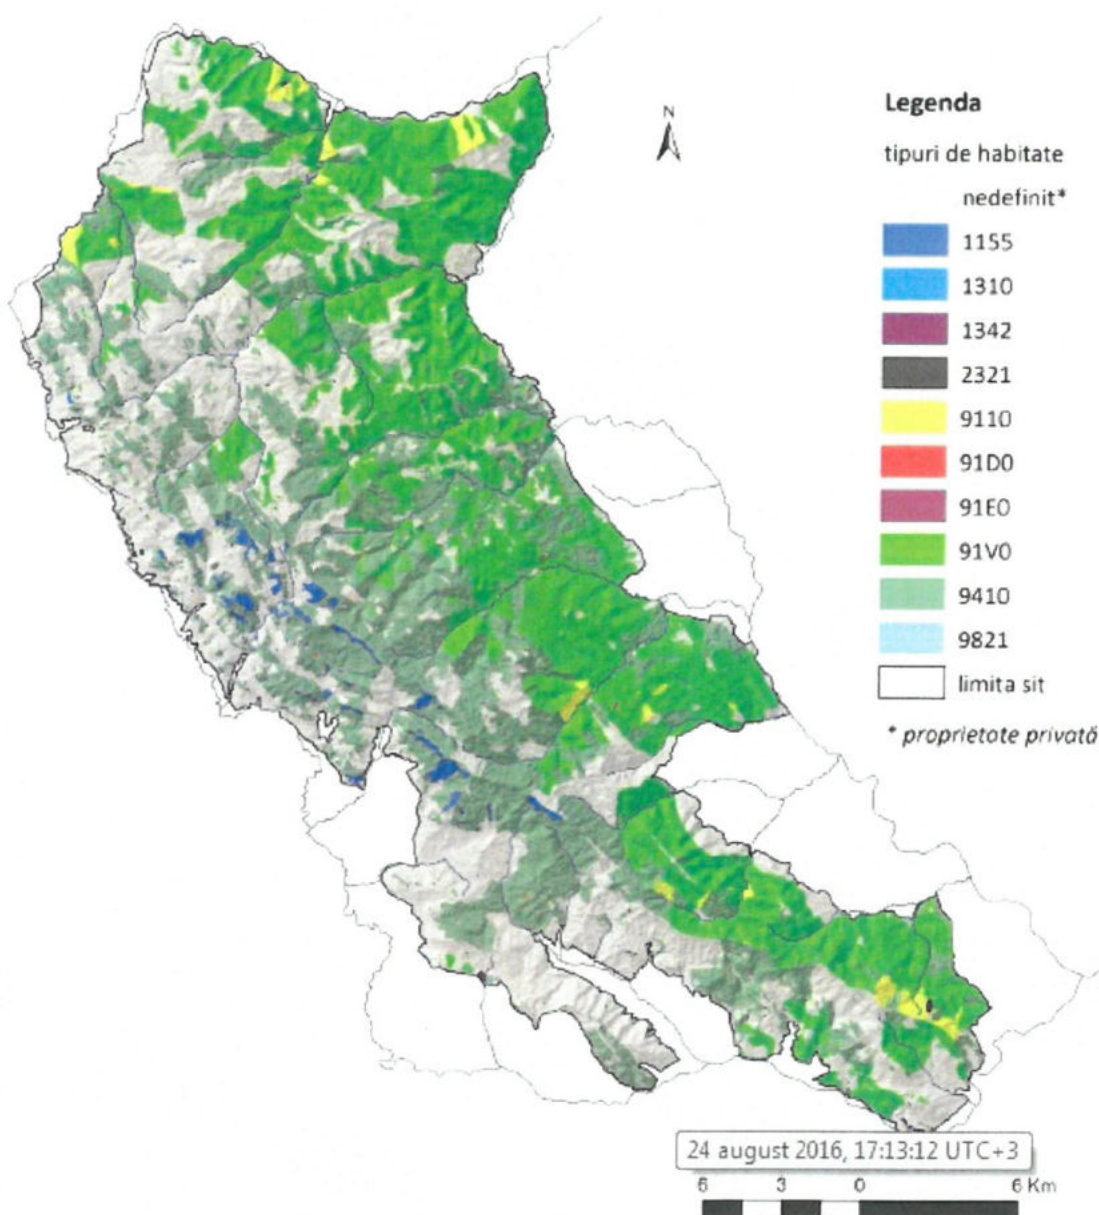 N
Legenda
tipuri de habitate
nedefinit*
1155
1310
1342
2321
9110
91D0
91E0
91V0
9410
9821
limita sit
* proprietote privată
24 august 2016, 17:13:12 UTC+3
6 3 0 6 Km